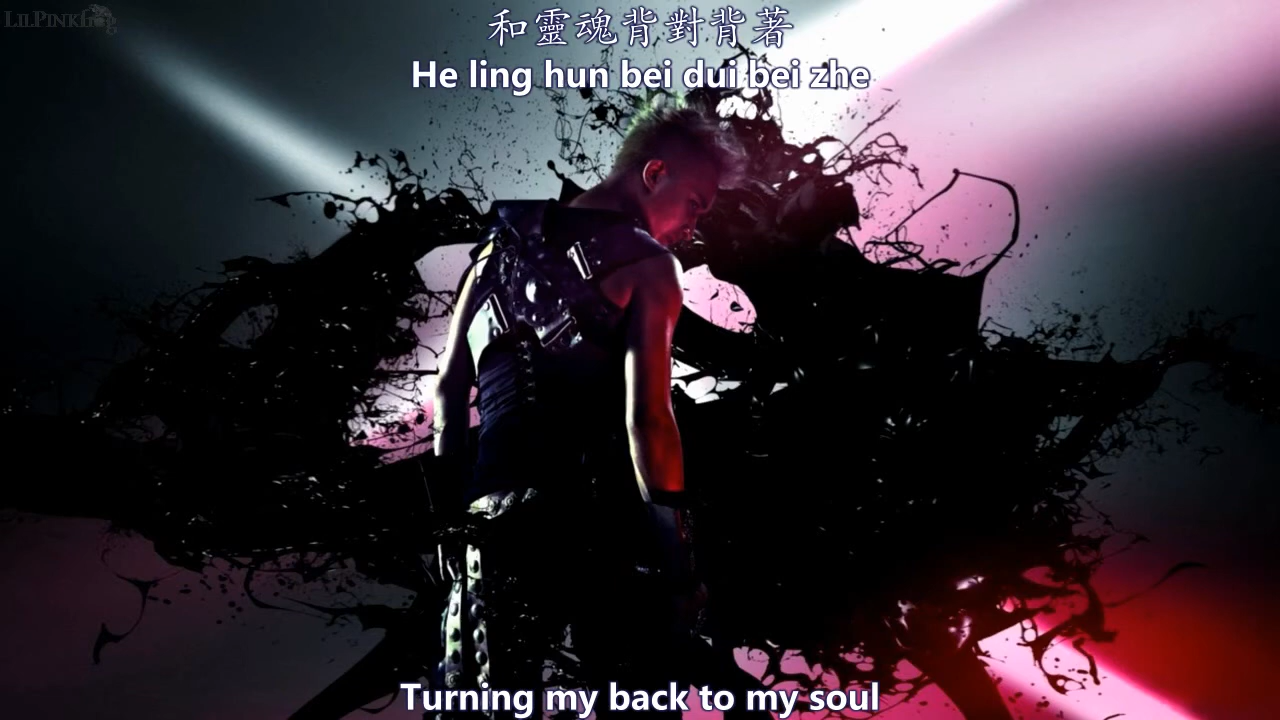 LiLPiNKfrog
和靈魂背對背著
He ling hun bei dui bei zhe
Turning my back to my soul